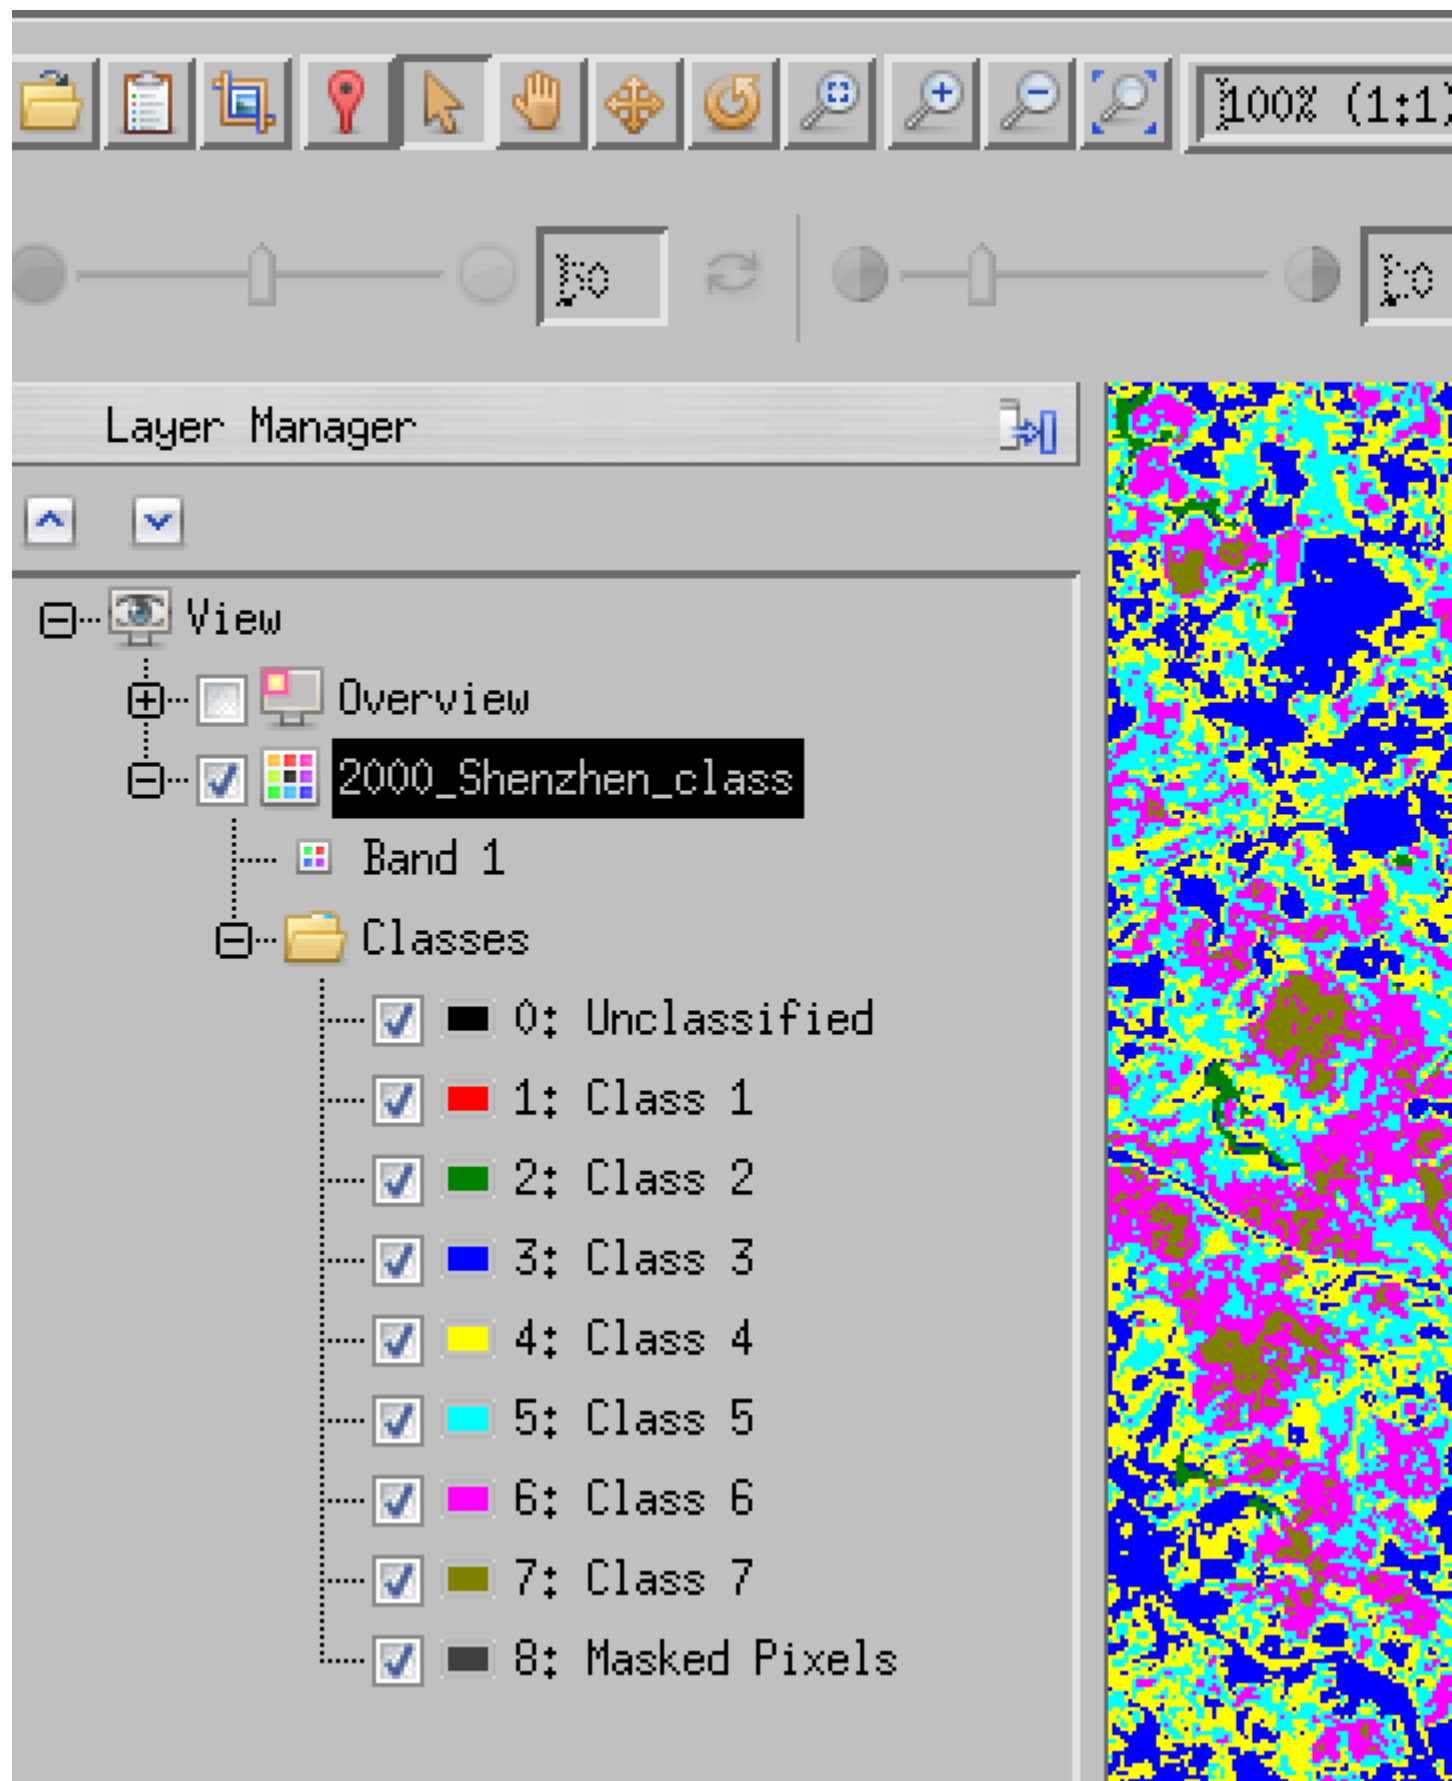 100% (1:1)
50
Layer Manager
View
Overview
2000_Shenzhen_class
Band 1
Classes
0: Unclassified
1: Class 1
2: Class 2
3: Class 3
4: Class 4
5: Class 5
6: Class 6
7: Class 7
8: Masked Pixels